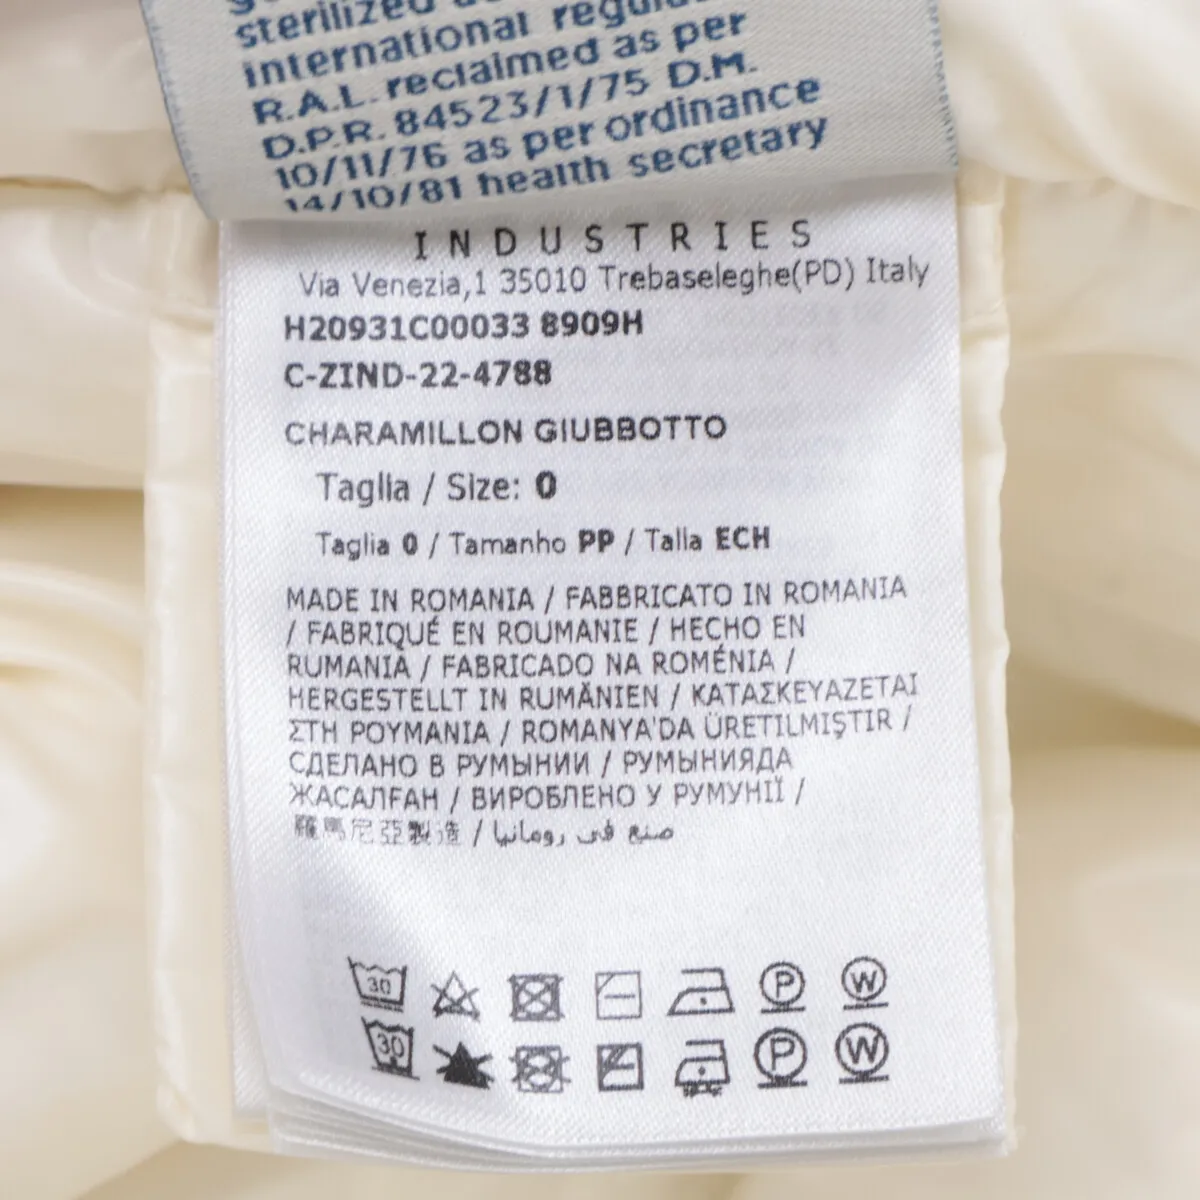 sterilized
international
R.A.L. reclaimed as per
D.P.R. 84523/1/75 D.M.
10/11/76 as per ordinance
14/10/81 health secretary
INDUSTRIES
Via Venezia,1 35010 Trebaseleghe(PD) Italy
H20931C00033 8909H
C-ZIND-22-4788
CHARAMILLON GIUBBOTTO
Taglia / Size: 0
Taglia 0 / Tamanho PP / Talla ECH
MADE IN ROMANIA / FABBRICATO IN ROMANIA
/ FABRIQUÉ EN ROUMANIE / HECHO EN
RUMANIA / FABRICADO NA ROMÉNIA /
HERGESTELLT IN RUMÄNIEN / ΚΑΤΑΣΚΕΥΑΖΕΤΑΙ
ΣΤΗ ΡΟΥΜΑΝΙΑ / ROMANYA'DA ÜRETILMIŞTIR /
СДЕЛАНО В РУМЫНИИ / РУМЫНИЯДА
ЖАСАЛҒАН / ВИРОБЛЕНО У РУМУНІЇ /
羅馬尼亞製造 / صنع في رومانيا
30 P W
30 P W